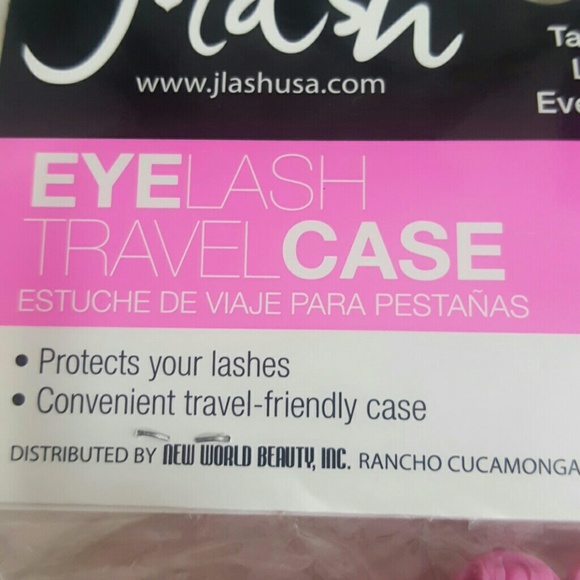 www.jlashusa.com
EYELASH
TRAVELCASE
ESTUCHE DE VIAJE PARA PESTAÑAS
• Protects your lashes
• Convenient travel-friendly case
DISTRIBUTED BY NEW WORLD BEAUTY, INC. RANCHO CUCAMONGA